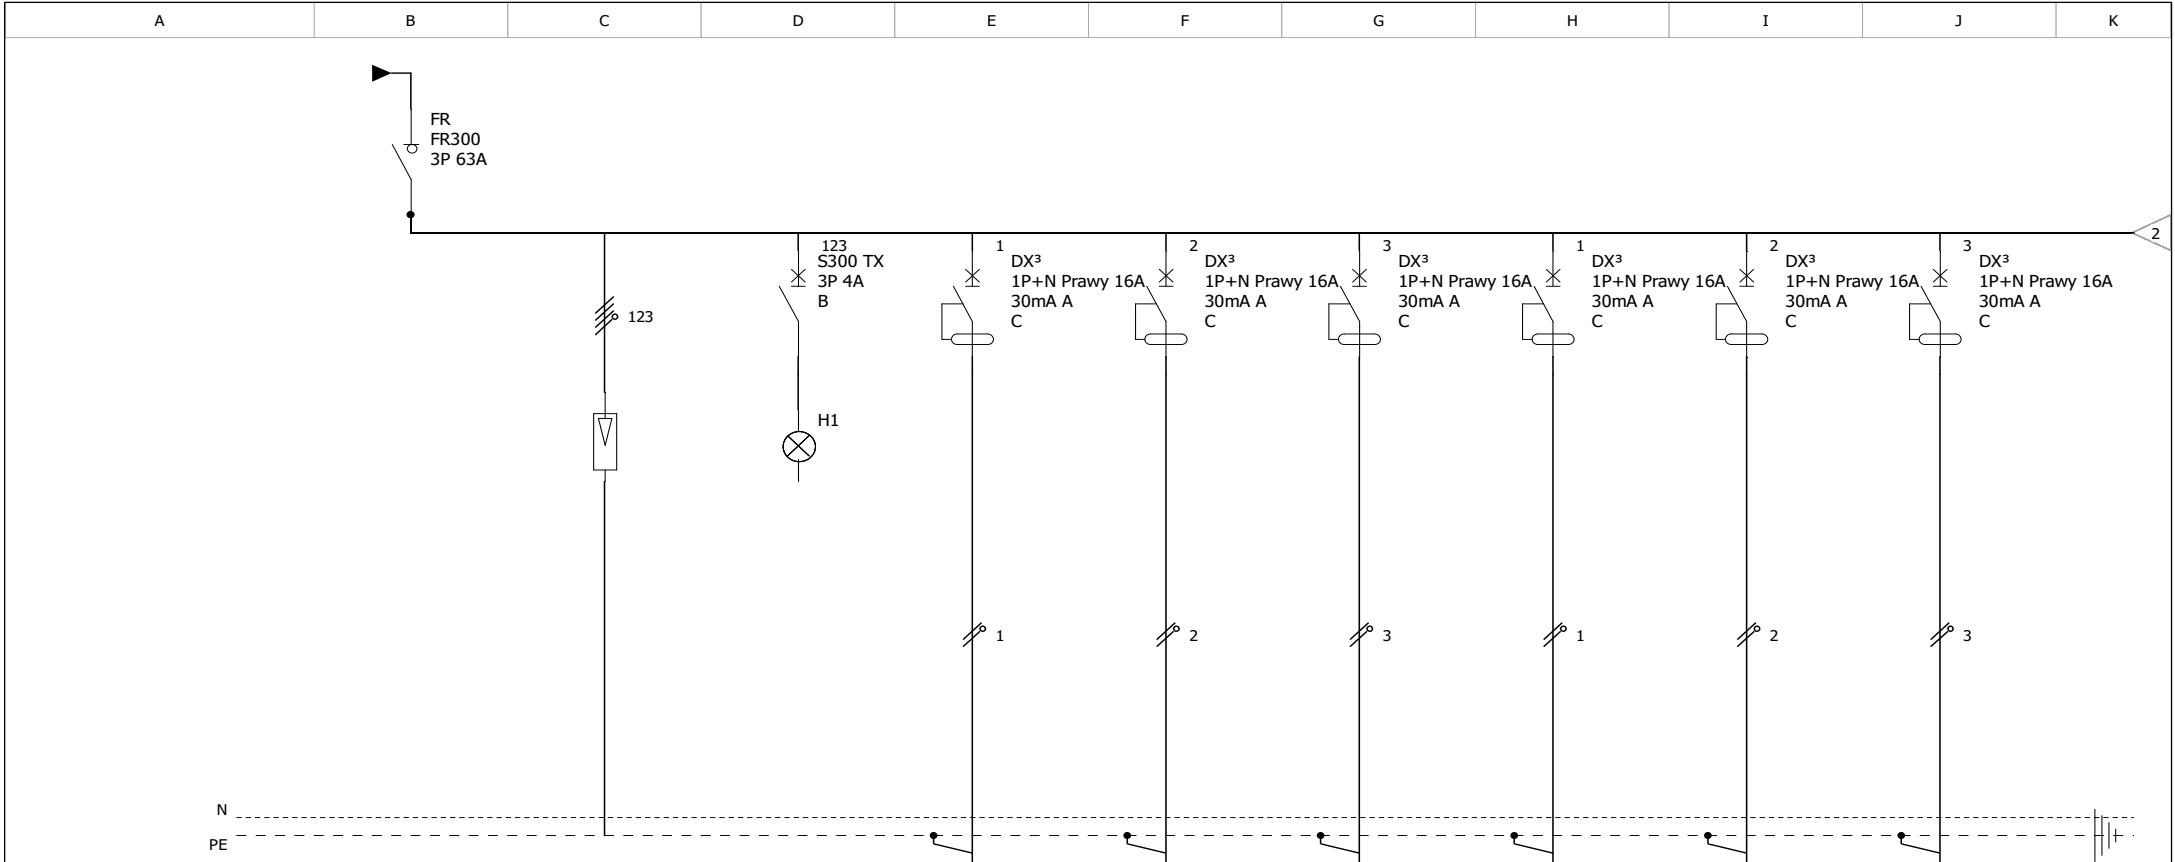 A B C D E F G H I J K
FR
FR300
3P 63A
2
123
S300 TX
3P 4A
B
1
DX³
1P+N Prawy 16A
30mA A
C
2
DX³
1P+N Prawy 16A
30mA A
C
3
DX³
1P+N Prawy 16A
30mA A
C
1
DX³
1P+N Prawy 16A
30mA A
C
2
DX³
1P+N Prawy 16A
30mA A
C
3
DX³
1P+N Prawy 16A
30mA A
C
123
H1
1 2 3 1 2 3
N
PE